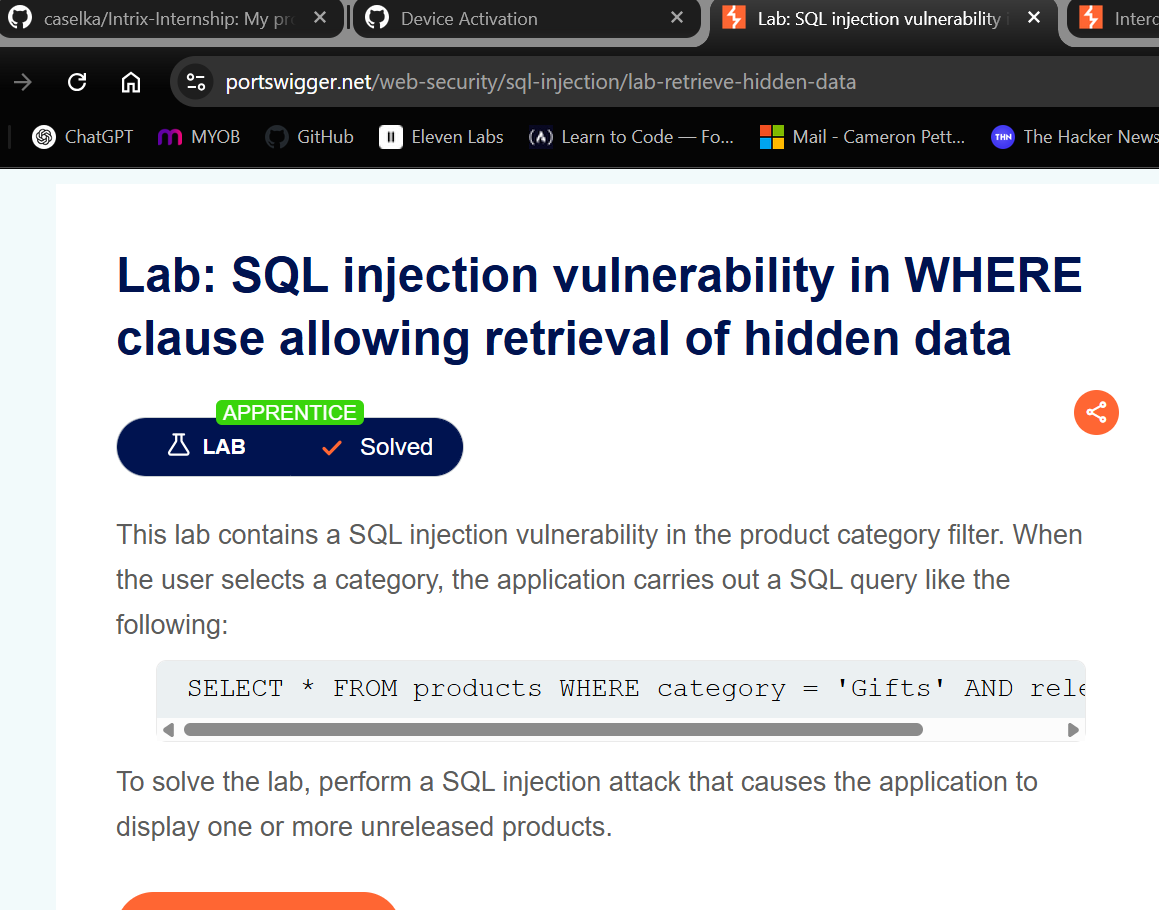 caselka/Intrix-Internship: My pr
Device Activation
Lab: SQL injection vulnerability i
Interc
portswigger.net/web-security/sql-injection/lab-retrieve-hidden-data
ChatGPT
MYOB
GitHub
Eleven Labs
Learn to Code — Fo...
Mail - Cameron Pett...
THN
The Hacker News
Lab: SQL injection vulnerability in WHERE
clause allowing retrieval of hidden data
APPRENTICE
LAB
Solved
This lab contains a SQL injection vulnerability in the product category filter. When
the user selects a category, the application carries out a SQL query like the
following:
SELECT * FROM products WHERE category = 'Gifts' AND rele
To solve the lab, perform a SQL injection attack that causes the application to
display one or more unreleased products.